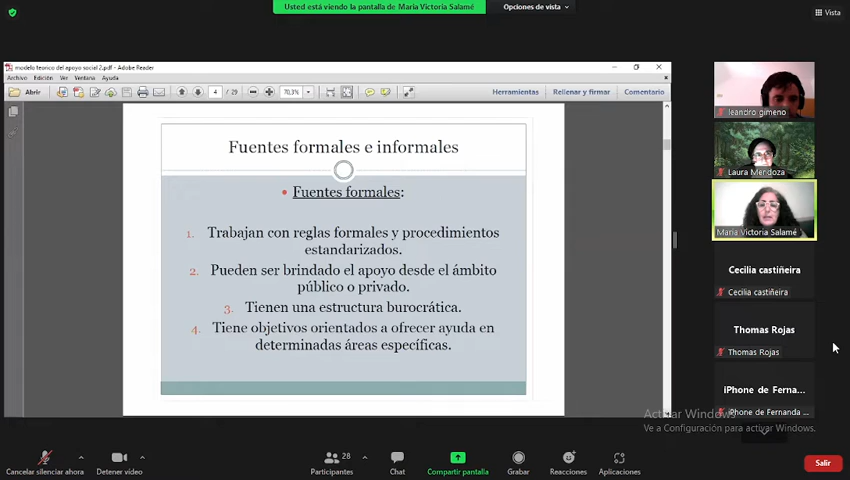 Usted está viendo la pantalla de Maria Victoria Salamé
Opciones de vista
Vista
modelo teorico del apoyo social 2.pdf - Adobe Reader
Archivo Edición Ver Ventana Ayuda
Abrir
4 / 29
70,3%
Herramientas
Rellenar y firmar
Comentario
Fuentes formales e informales
• Fuentes formales:
1. Trabajan con reglas formales y procedimientos
estandarizados.
2. Pueden ser brindado el apoyo desde el ámbito
público o privado.
3. Tienen una estructura burocrática.
4. Tiene objetivos orientados a ofrecer ayuda en
determinadas áreas específicas.
leandro gimeno
Laura Mendoza
Maria Victoria Salamé
Cecilia castiñeira
Cecilia castiñeira
Thomas Rojas
Thomas Rojas
iPhone de Ferna...
iPhone de Fernanda ...
Activar Windows
Ve a Configuración para activar Windows.
Cancelar silenciar ahora
Detener video
Participantes
28
Chat
Compartir pantalla
Grabar
Reacciones
Aplicaciones
Salir